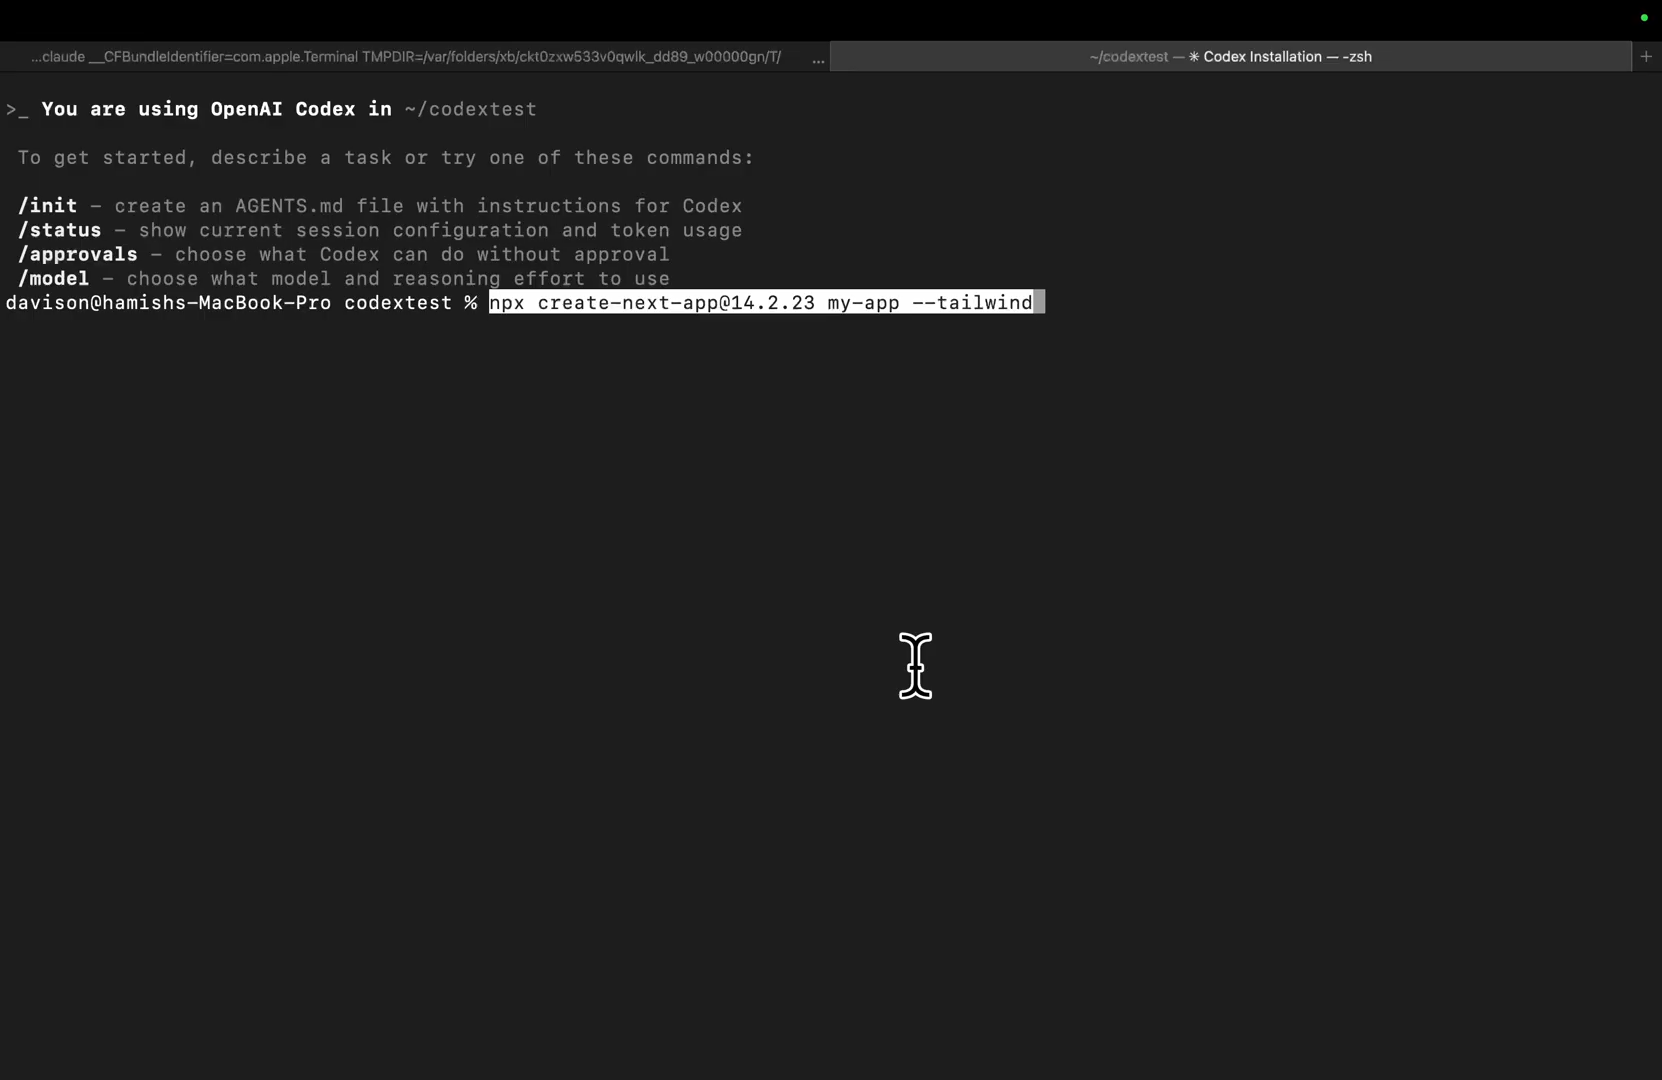 ...claude __CFBundleIdentifier=com.apple.Terminal TMPDIR=/var/folders/xb/ckt0zxw533v0qwlk_dd89_w00000gn/T/ ...
~/codextest — ✳ Codex Installation — -zsh +
>_ You are using OpenAI Codex in ~/codextest
To get started, describe a task or try one of these commands:
/init – create an AGENTS.md file with instructions for Codex
/status – show current session configuration and token usage
/approvals – choose what Codex can do without approval
/model – choose what model and reasoning effort to use
davison@hamishs-MacBook-Pro codextest % npx create-next-app@14.2.23 my-app --tailwind